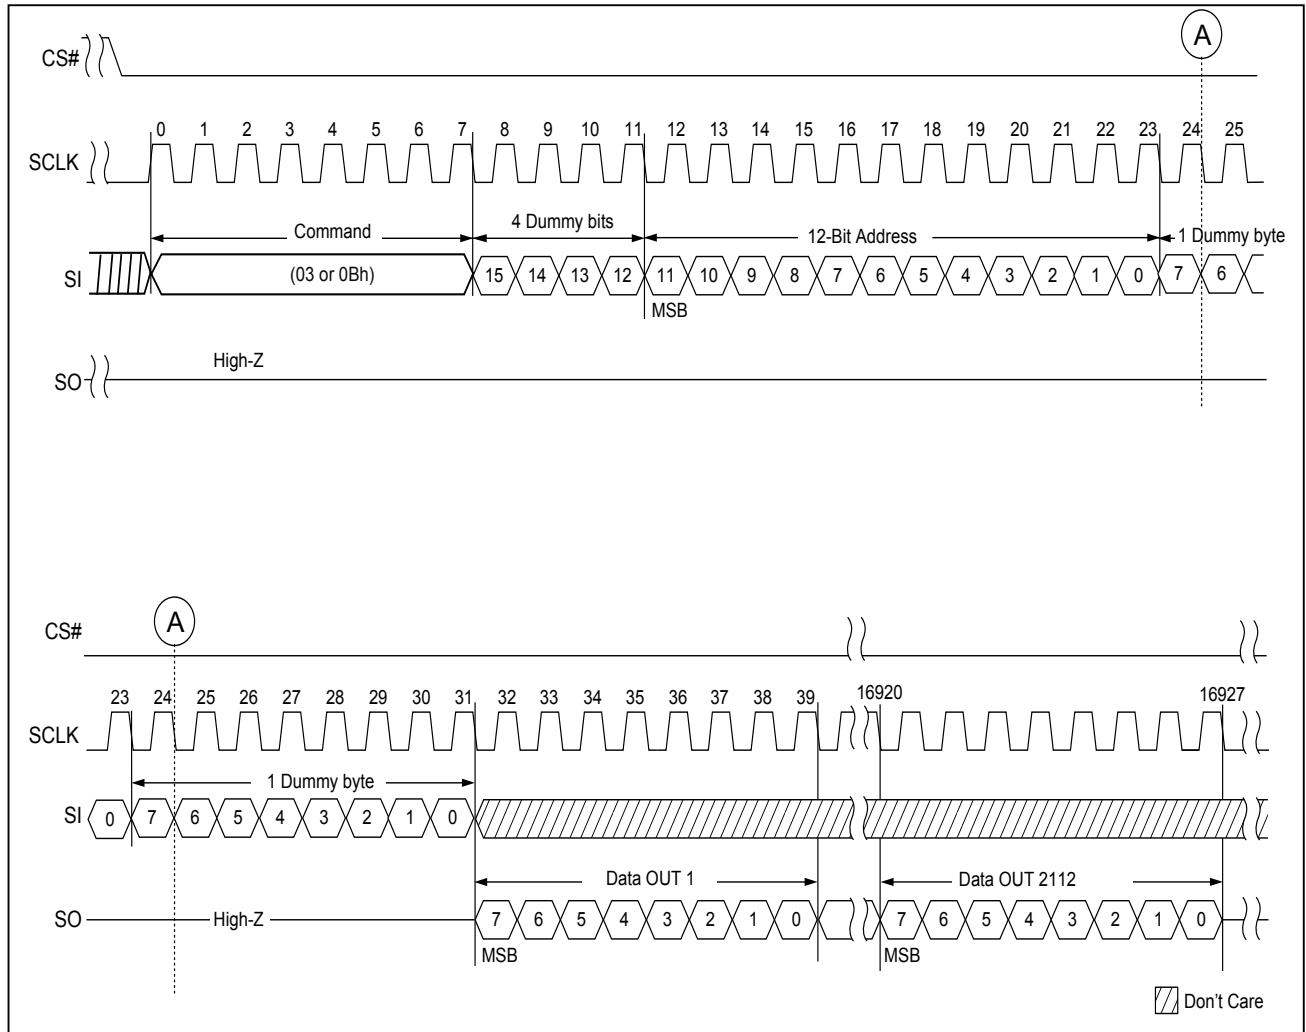 A
CS#
0 1 2 3 4 5 6 7 8 9 10 11 12 13 14 15 16 17 18 19 20 21 22 23 24 25
SCLK
Command 4 Dummy bits 12-Bit Address 1 Dummy byte
SI (03 or 0Bh) 15 14 13 12 11 10 9 8 7 6 5 4 3 2 1 0 7 6
MSB
High-Z
SO
A
CS#
23 24 25 26 27 28 29 30 31 32 33 34 35 36 37 38 39 16920 16927
SCLK
1 Dummy byte
SI 0 7 6 5 4 3 2 1 0
Data OUT 1 Data OUT 2112
SO High-Z 7 6 5 4 3 2 1 0 7 6 5 4 3 2 1 0
MSB MSB
Don't Care